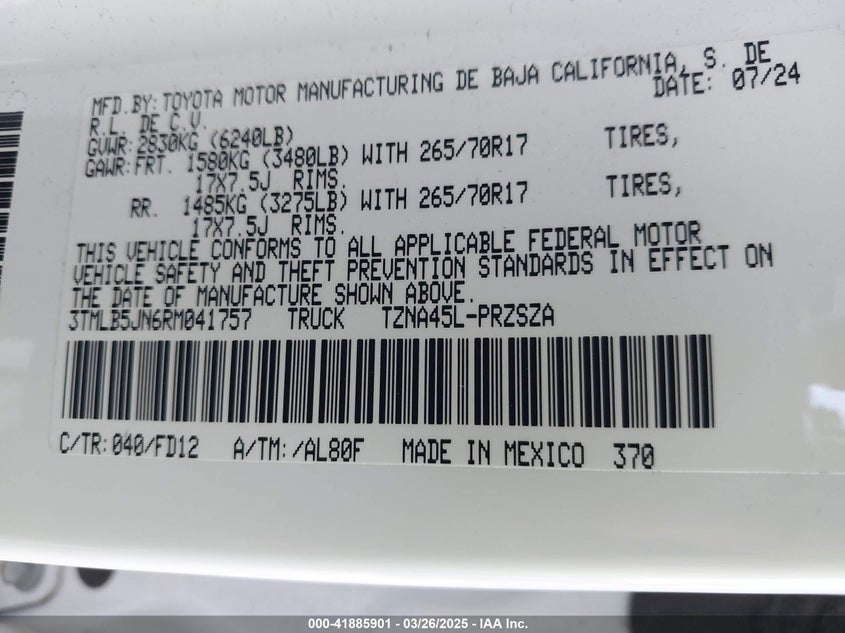 MFD.BY: TOYOTA MOTOR MANUFACTURING DE BAJA CALIFORNIA, S. DE
R.L. DE C.V. DATE: 07/24
GVWR: 2830KG (6240LB)
GAWR: FRT. 1580KG (3480LB) WITH 265/70R17 TIRES,
17X7.5J RIMS.
RR. 1485KG (3275LB) WITH 265/70R17 TIRES,
17X7.5J RIMS.
THIS VEHICLE CONFORMS TO ALL APPLICABLE FEDERAL MOTOR
VEHICLE SAFETY AND THEFT PREVENTION STANDARDS IN EFFECT ON
THE DATE OF MANUFACTURE SHOWN ABOVE.
3TMLB5JN6RM041757 TRUCK TZNA45L-PRZSZA
C/TR: 040/FD12 A/TM: /AL80F MADE IN MEXICO 370
000-41885901 - 03/26/2025 - IAA Inc.